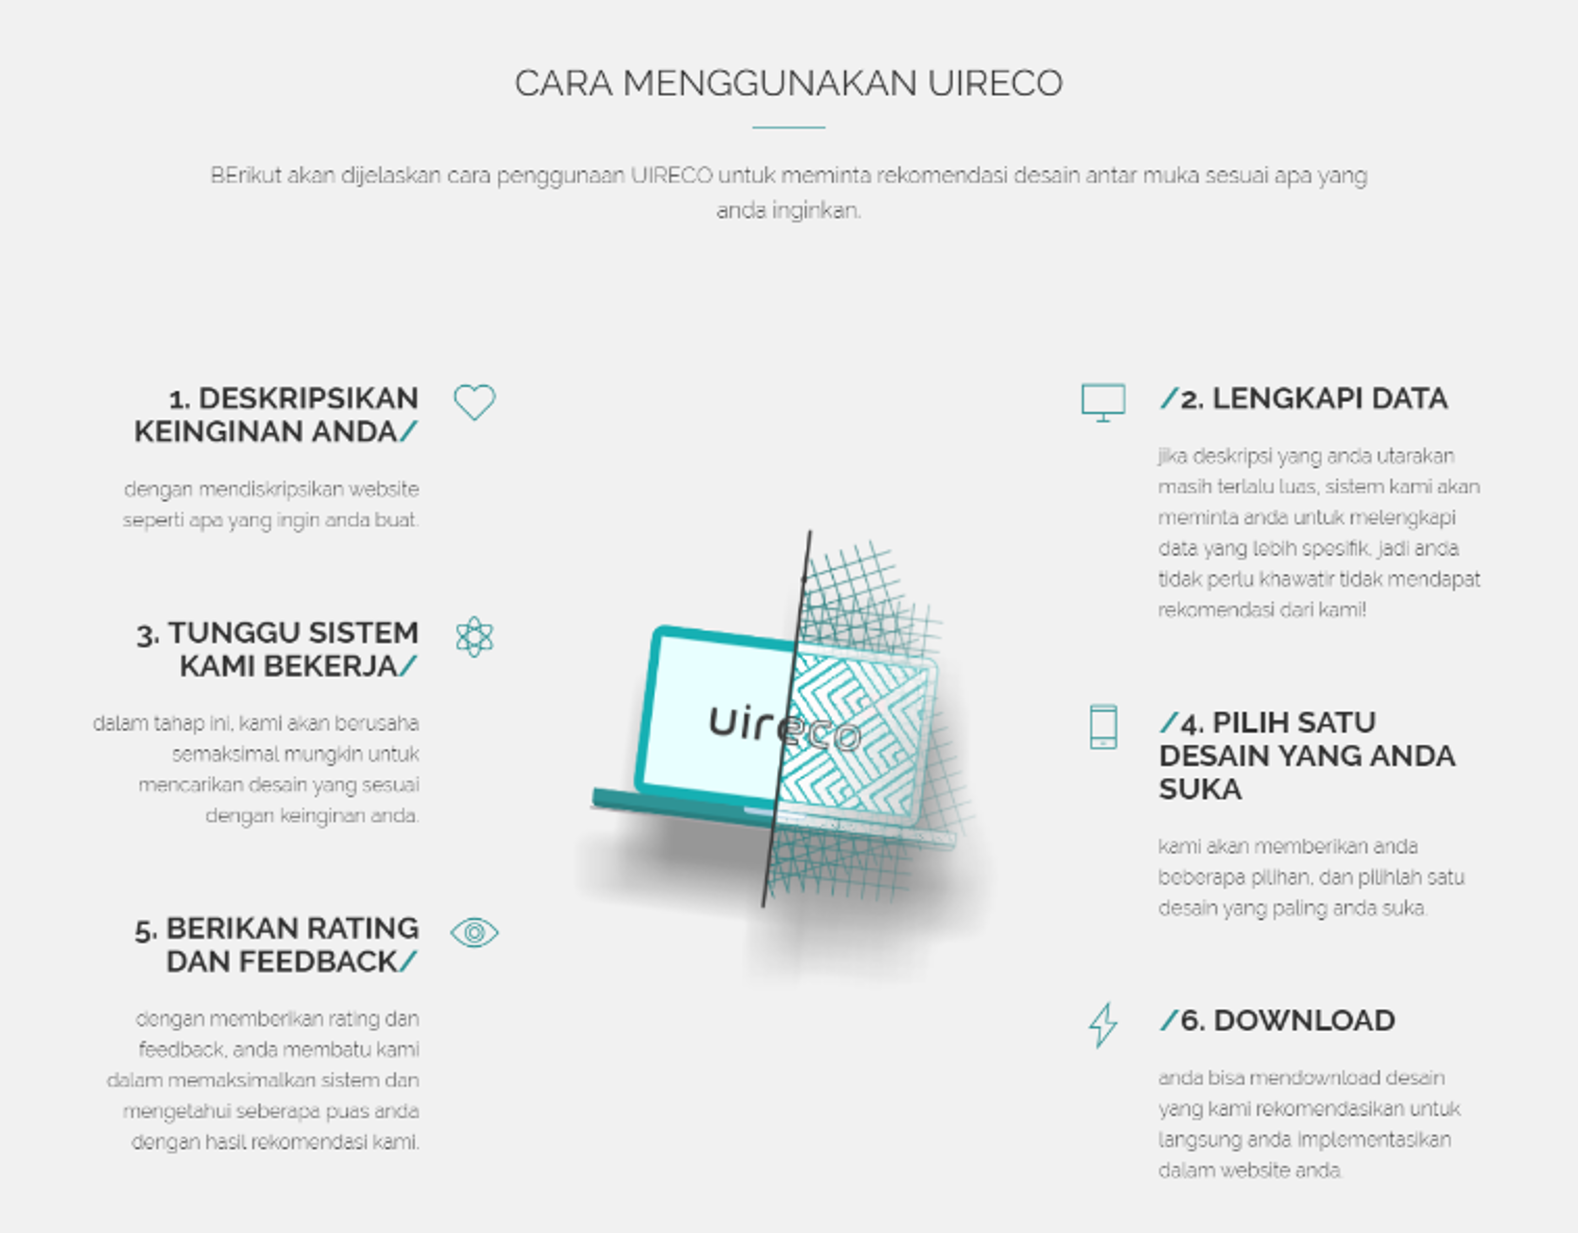 CARA MENGGUNAKAN UIRECO
BErikut akan dijelaskan cara penggunaan UIRECO untuk meminta rekomendasi desain antar muka sesuai apa yang
anda inginkan.
1. DESKRIPSIKAN
KEINGINAN ANDA/
dengan mendiskripsikan website
seperti apa yang ingin anda buat.
/2. LENGKAPI DATA
jika deskripsi yang anda utarakan
masih terlalu luas, sistem kami akan
meminta anda untuk melengkapi
data yang lebih spesifik, jadi anda
tidak perlu khawatir tidak mendapat
rekomendasi dari kami!
3. TUNGGU SISTEM
KAMI BEKERJA/
dalam tahap ini, kami akan berusaha
semaksimal mungkin untuk
mencarikan desain yang sesuai
dengan keinginan anda.
uireco
/4. PILIH SATU
DESAIN YANG ANDA
SUKA
kami akan memberikan anda
beberapa pilihan, dan pilihlah satu
desain yang paling anda suka.
5. BERIKAN RATING
DAN FEEDBACK/
dengan memberikan rating dan
feedback, anda membatu kami
dalam memaksimalkan sistem dan
mengetahui seberapa puas anda
dengan hasil rekomendasi kami.
/6. DOWNLOAD
anda bisa mendownload desain
yang kami rekomendasikan untuk
langsung anda implementasikan
dalam website anda.